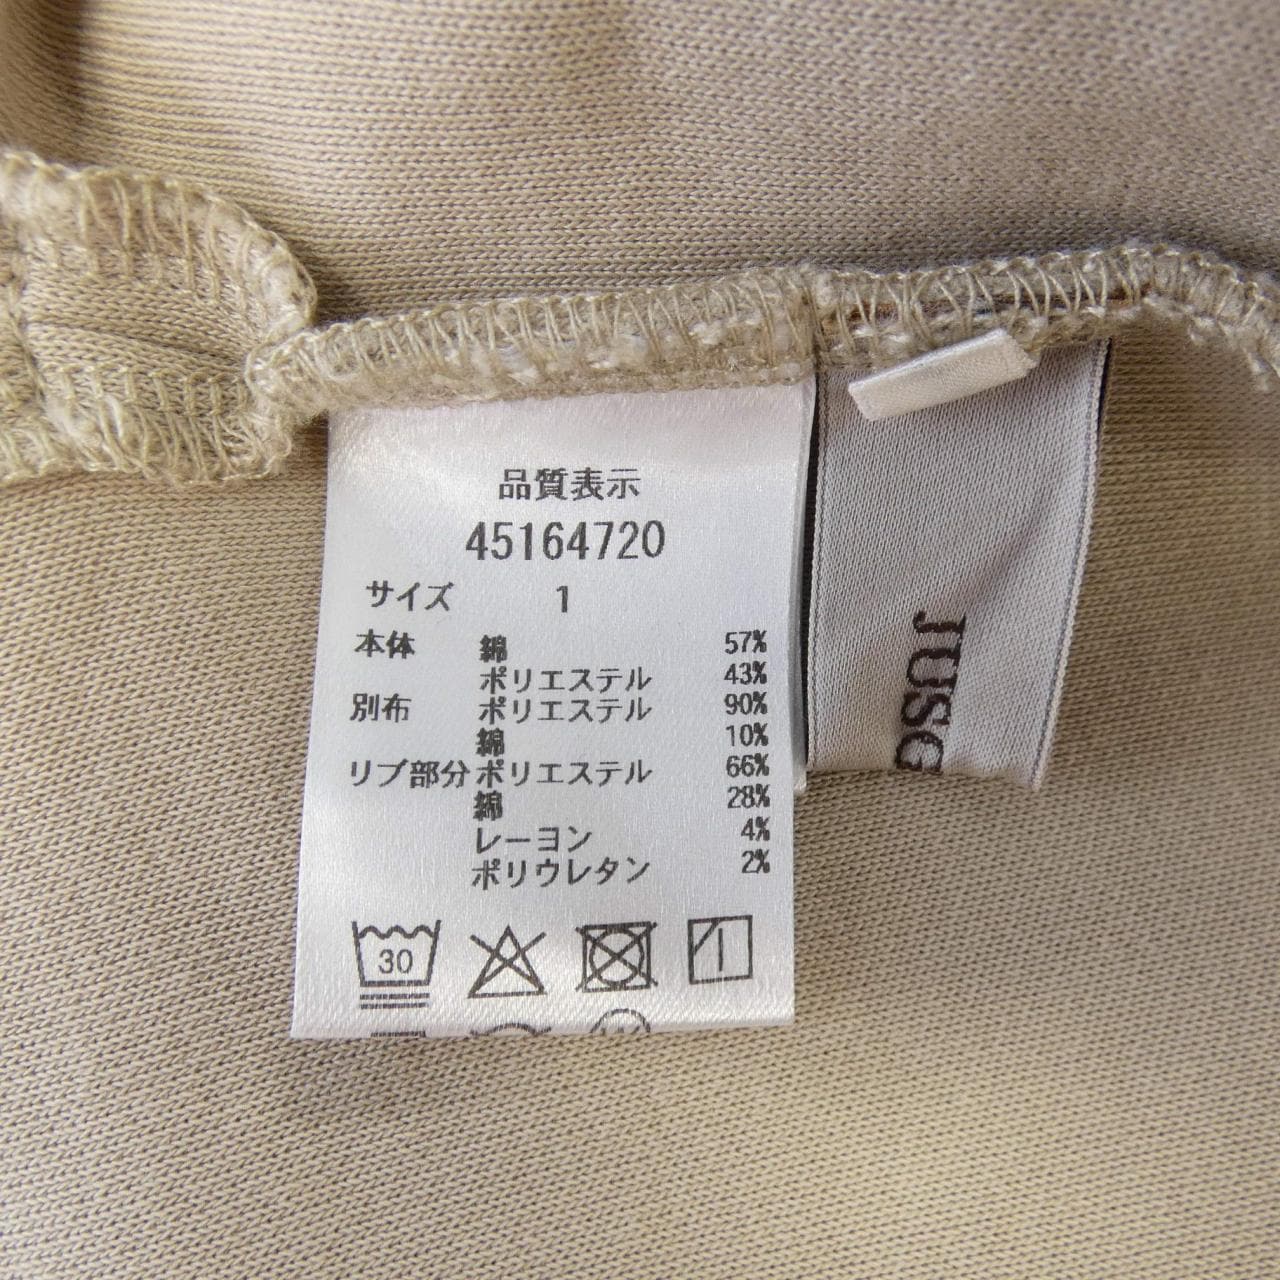 品質表示
45164720
サイズ 1
本体 綿 57%
ポリエステル 43%
別布 ポリエステル 90%
綿 10%
リブ部分 ポリエステル 66%
綿 28%
レーヨン 4%
ポリウレタン 2%
30
JUSG